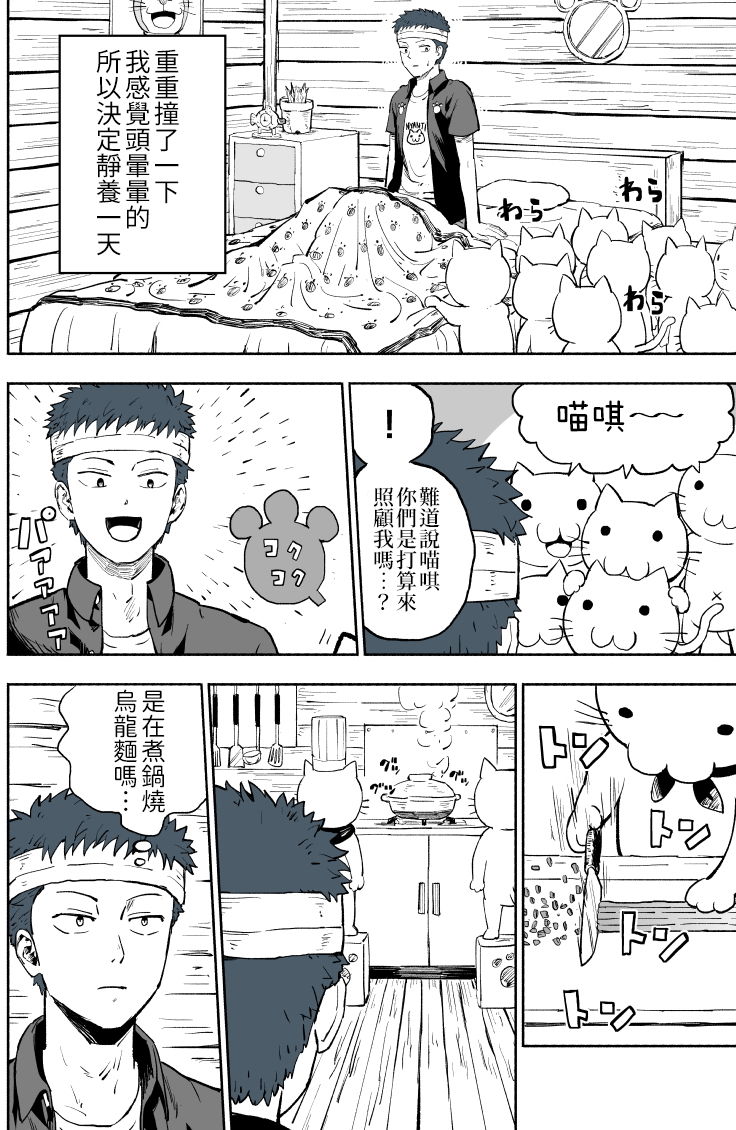 重重撞了一下
我感覺頭暈暈的
所以決定靜養一天
NYAHTI
わら
わら
わら
喵唭～～
！
難道說喵唭
你們是打算來
照顧我嗎…？
コク
コク
パァァァァァ
トン
トン
トン
トン
グツ
グツ
是在煮鍋燒
烏龍麵嗎…